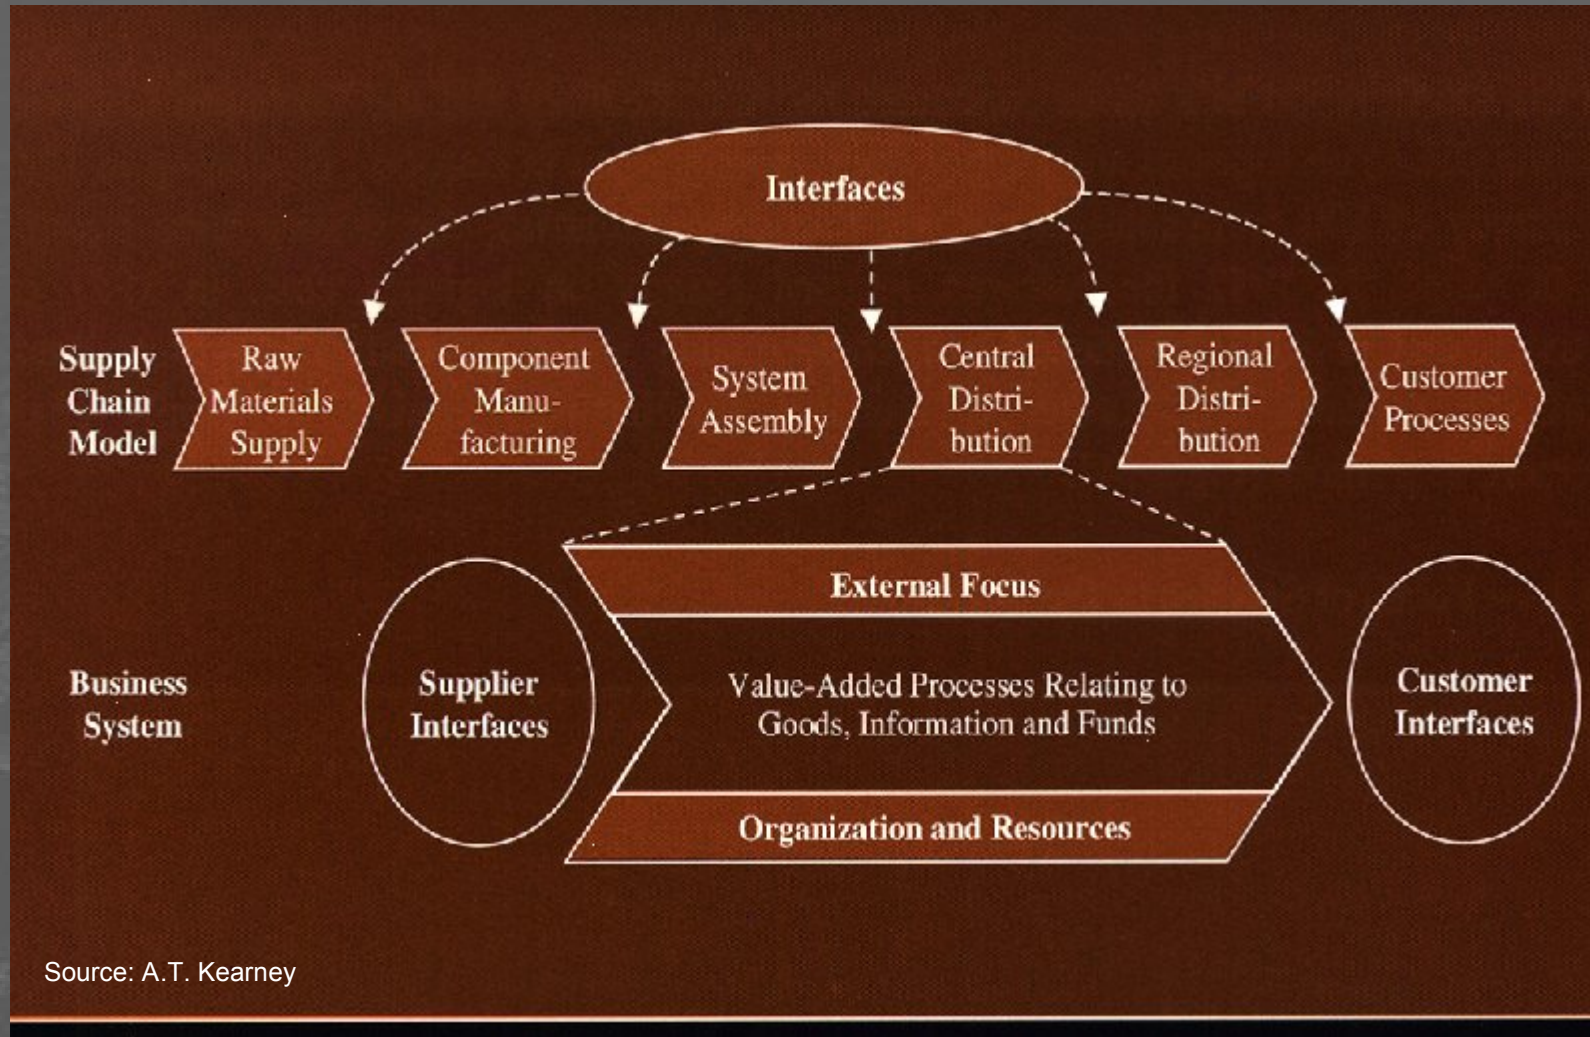 Interfaces
Supply
Chain
Model
Raw
Materials
Supply
Component
Manu-
facturing
System
Assembly
Central
Distri-
bution
Regional
Distri-
bution
Customer
Processes
External Focus
Business
System
Supplier
Interfaces
Value-Added Processes Relating to
Goods, Information and Funds
Customer
Interfaces
Organization and Resources
Source: A.T. Kearney